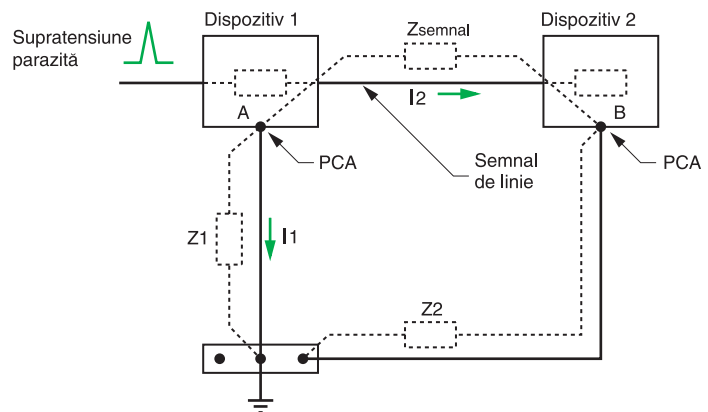 Dispozitiv 1
Dispozitiv 2
Zsemnal
Supratensiune
parazită
I2
A
B
PCA
Semnal
de linie
PCA
Z1
I1
Z2